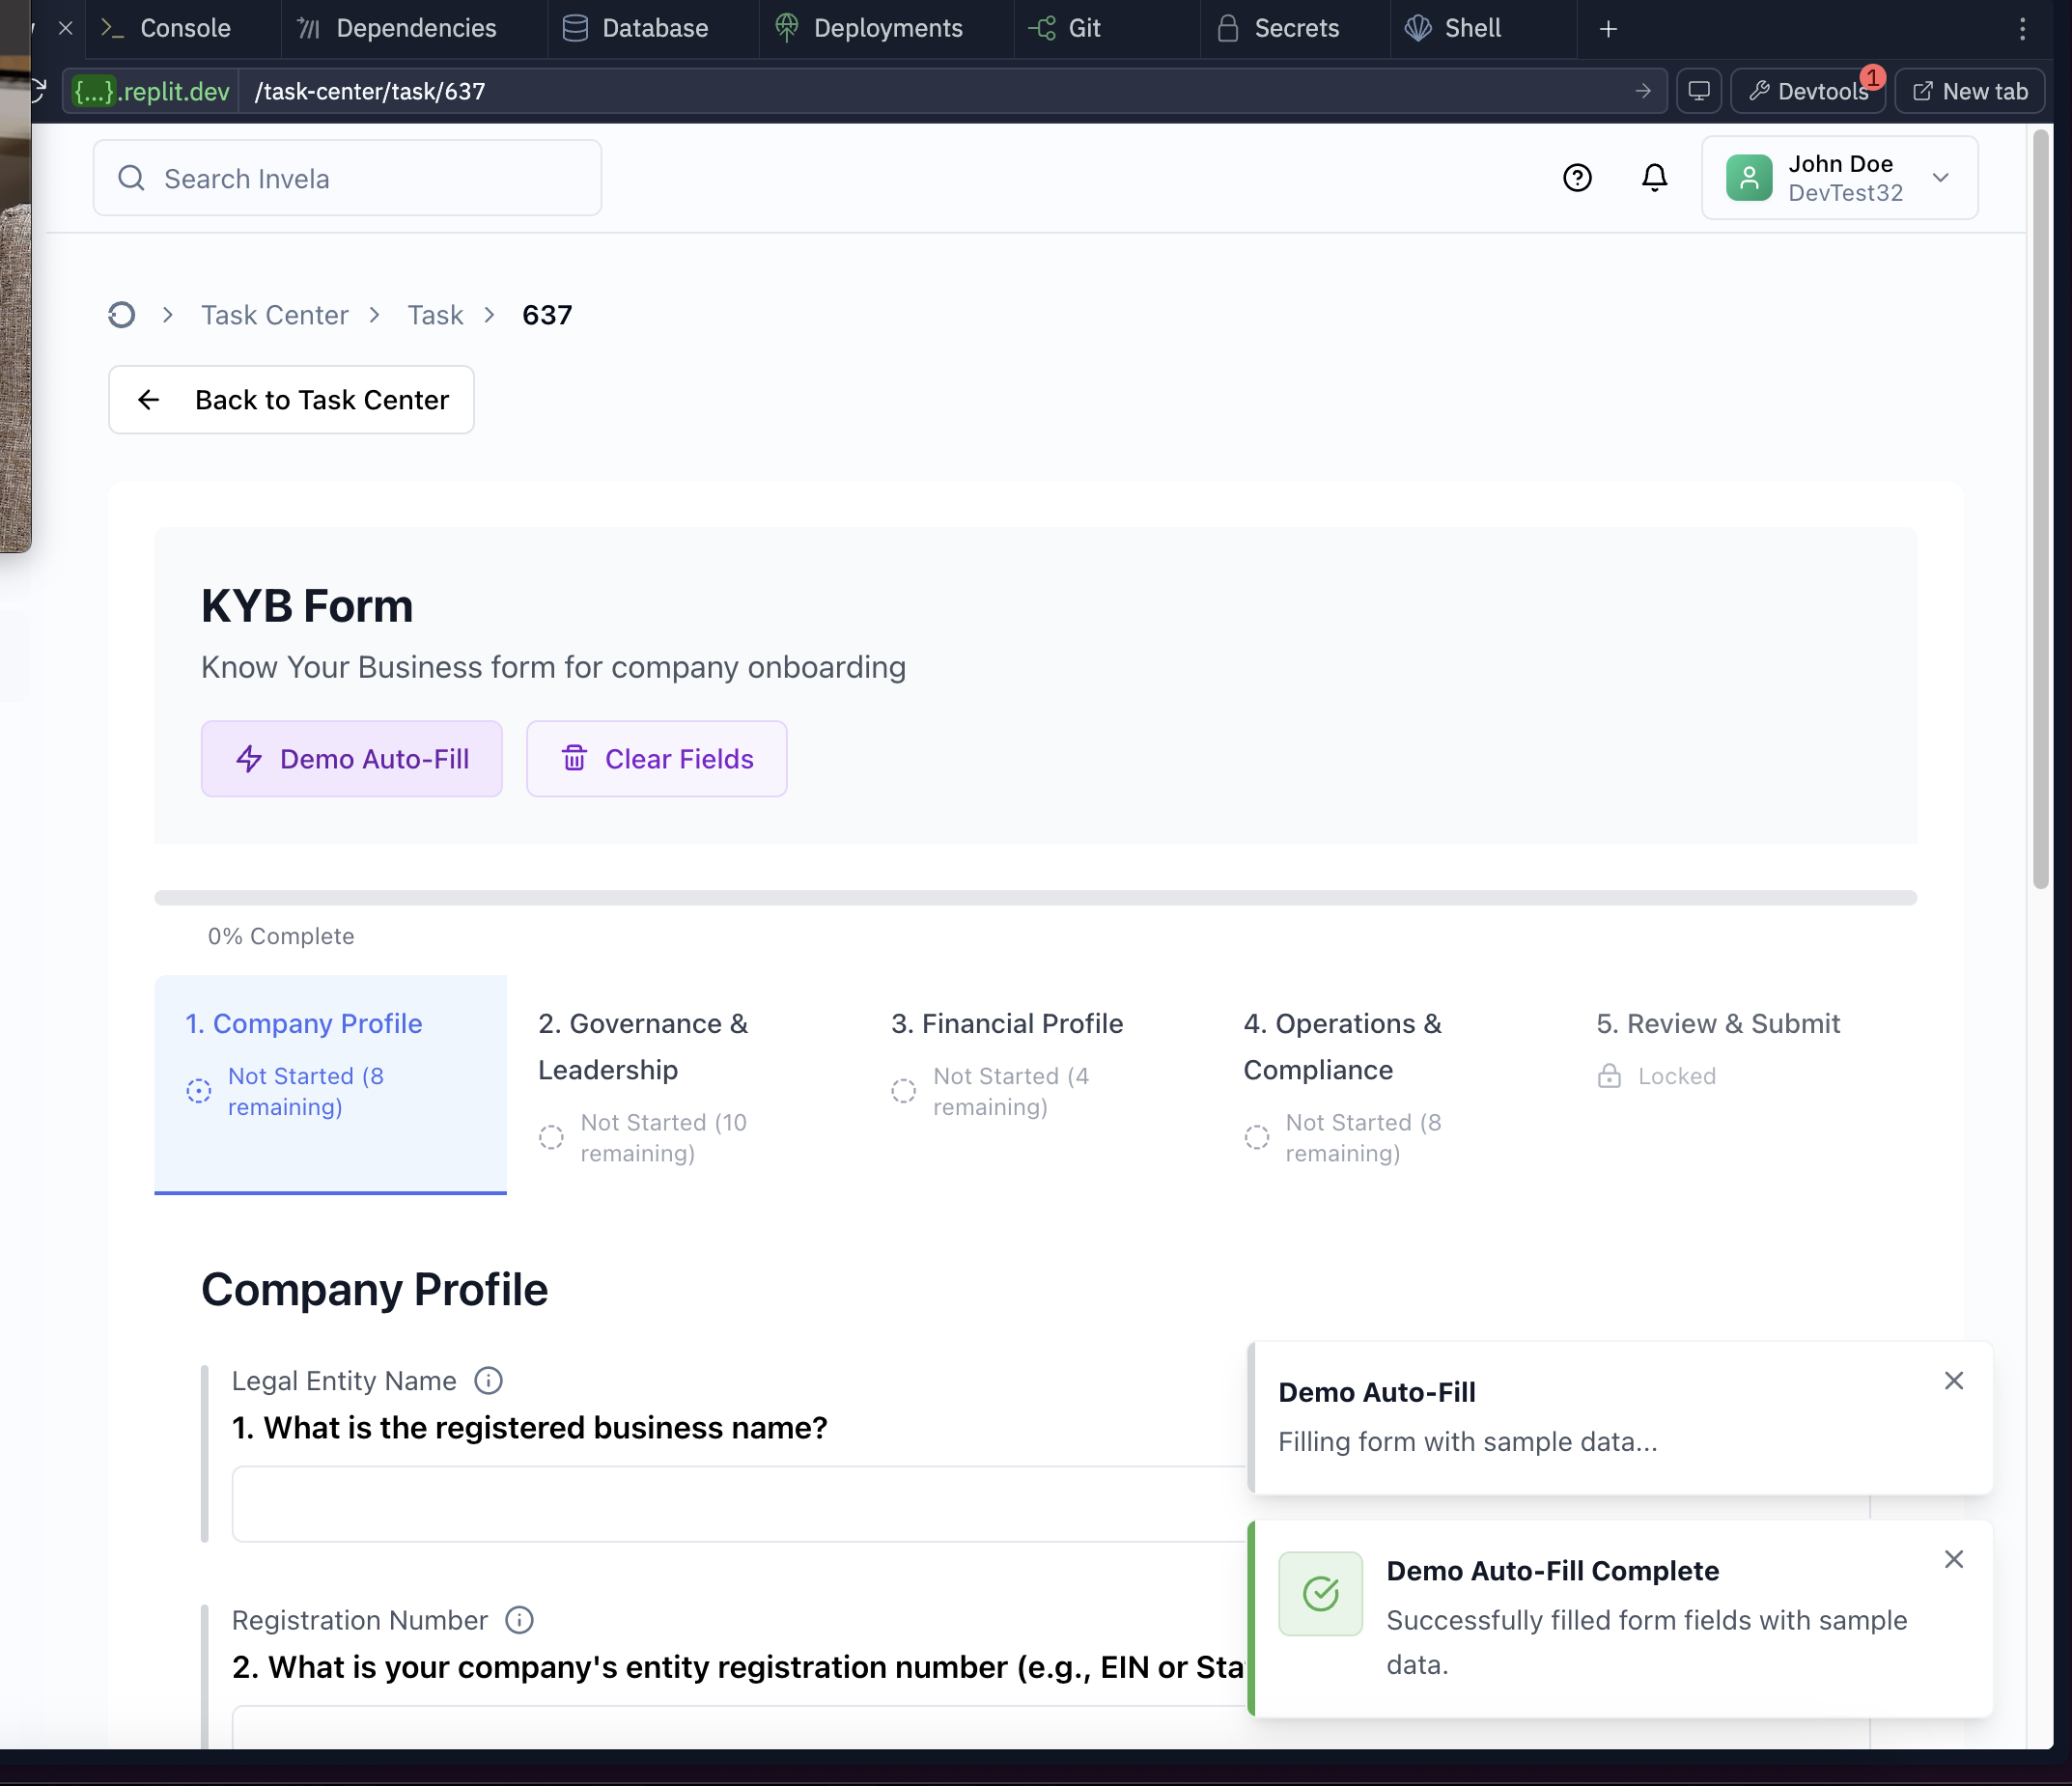 Console
Dependencies
Database
Deployments
Git
Secrets
Shell
{...}.replit.dev
/task-center/task/637
Devtools
1
New tab
Search Invela
John Doe
DevTest32
Task Center
Task
637
Back to Task Center
KYB Form
Know Your Business form for company onboarding
Demo Auto-Fill
Clear Fields
0% Complete
1. Company Profile
Not Started (8
remaining)
2. Governance &
Leadership
Not Started (10
remaining)
3. Financial Profile
Not Started (4
remaining)
4. Operations &
Compliance
Not Started (8
remaining)
5. Review & Submit
Locked
Company Profile
Legal Entity Name
1. What is the registered business name?
Registration Number
2. What is your company's entity registration number (e.g., EIN or Sta
Demo Auto-Fill
Filling form with sample data...
Demo Auto-Fill Complete
Successfully filled form fields with sample
data.